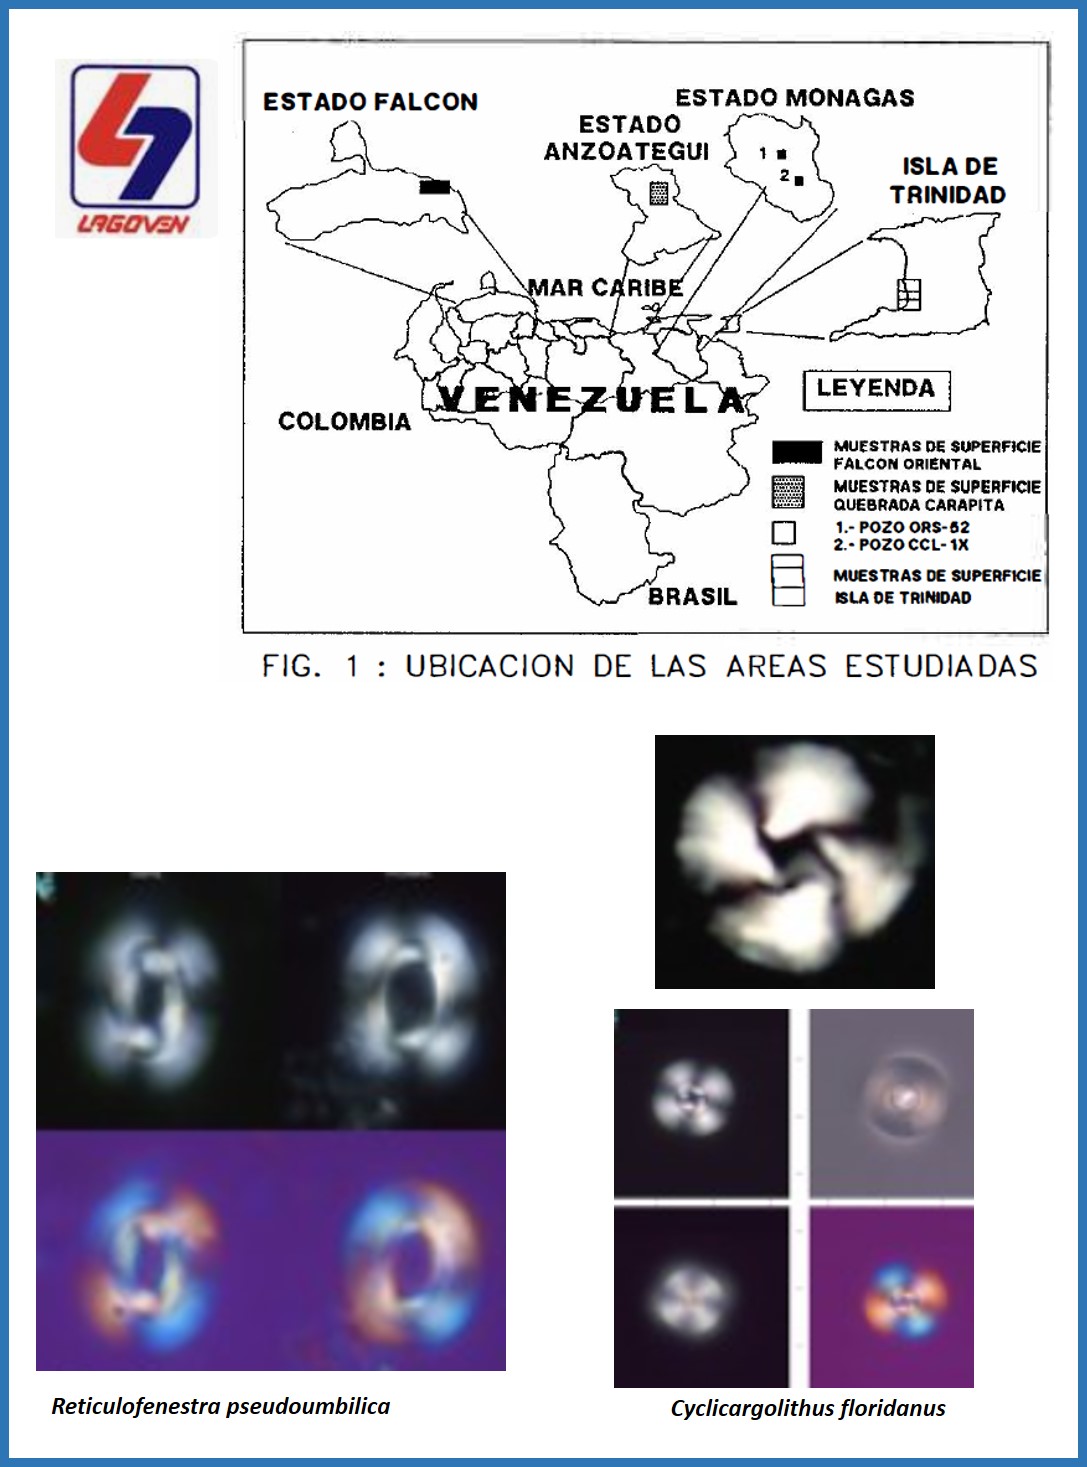 LAGOVEN
ESTADO FALCON
ESTADO MONAGAS
ESTADO
ANZOATEGUI
1
2
ISLA DE
TRINIDAD
MAR CARIBE
VENEZUELA
COLOMBIA
BRASIL
LEYENDA
MUESTRAS DE SUPERFICIE
FALCON ORIENTAL
MUESTRAS DE SUPERFICIE
QUEBRADA CARAPITA
1.- POZO ORS-52
2.- POZO CCL-1X
MUESTRAS DE SUPERFICIE
ISLA DE TRINIDAD
FIG. 1 : UBICACION DE LAS AREAS ESTUDIADAS
Reticulofenestra pseudoumbilica
Cyclicargolithus floridanus